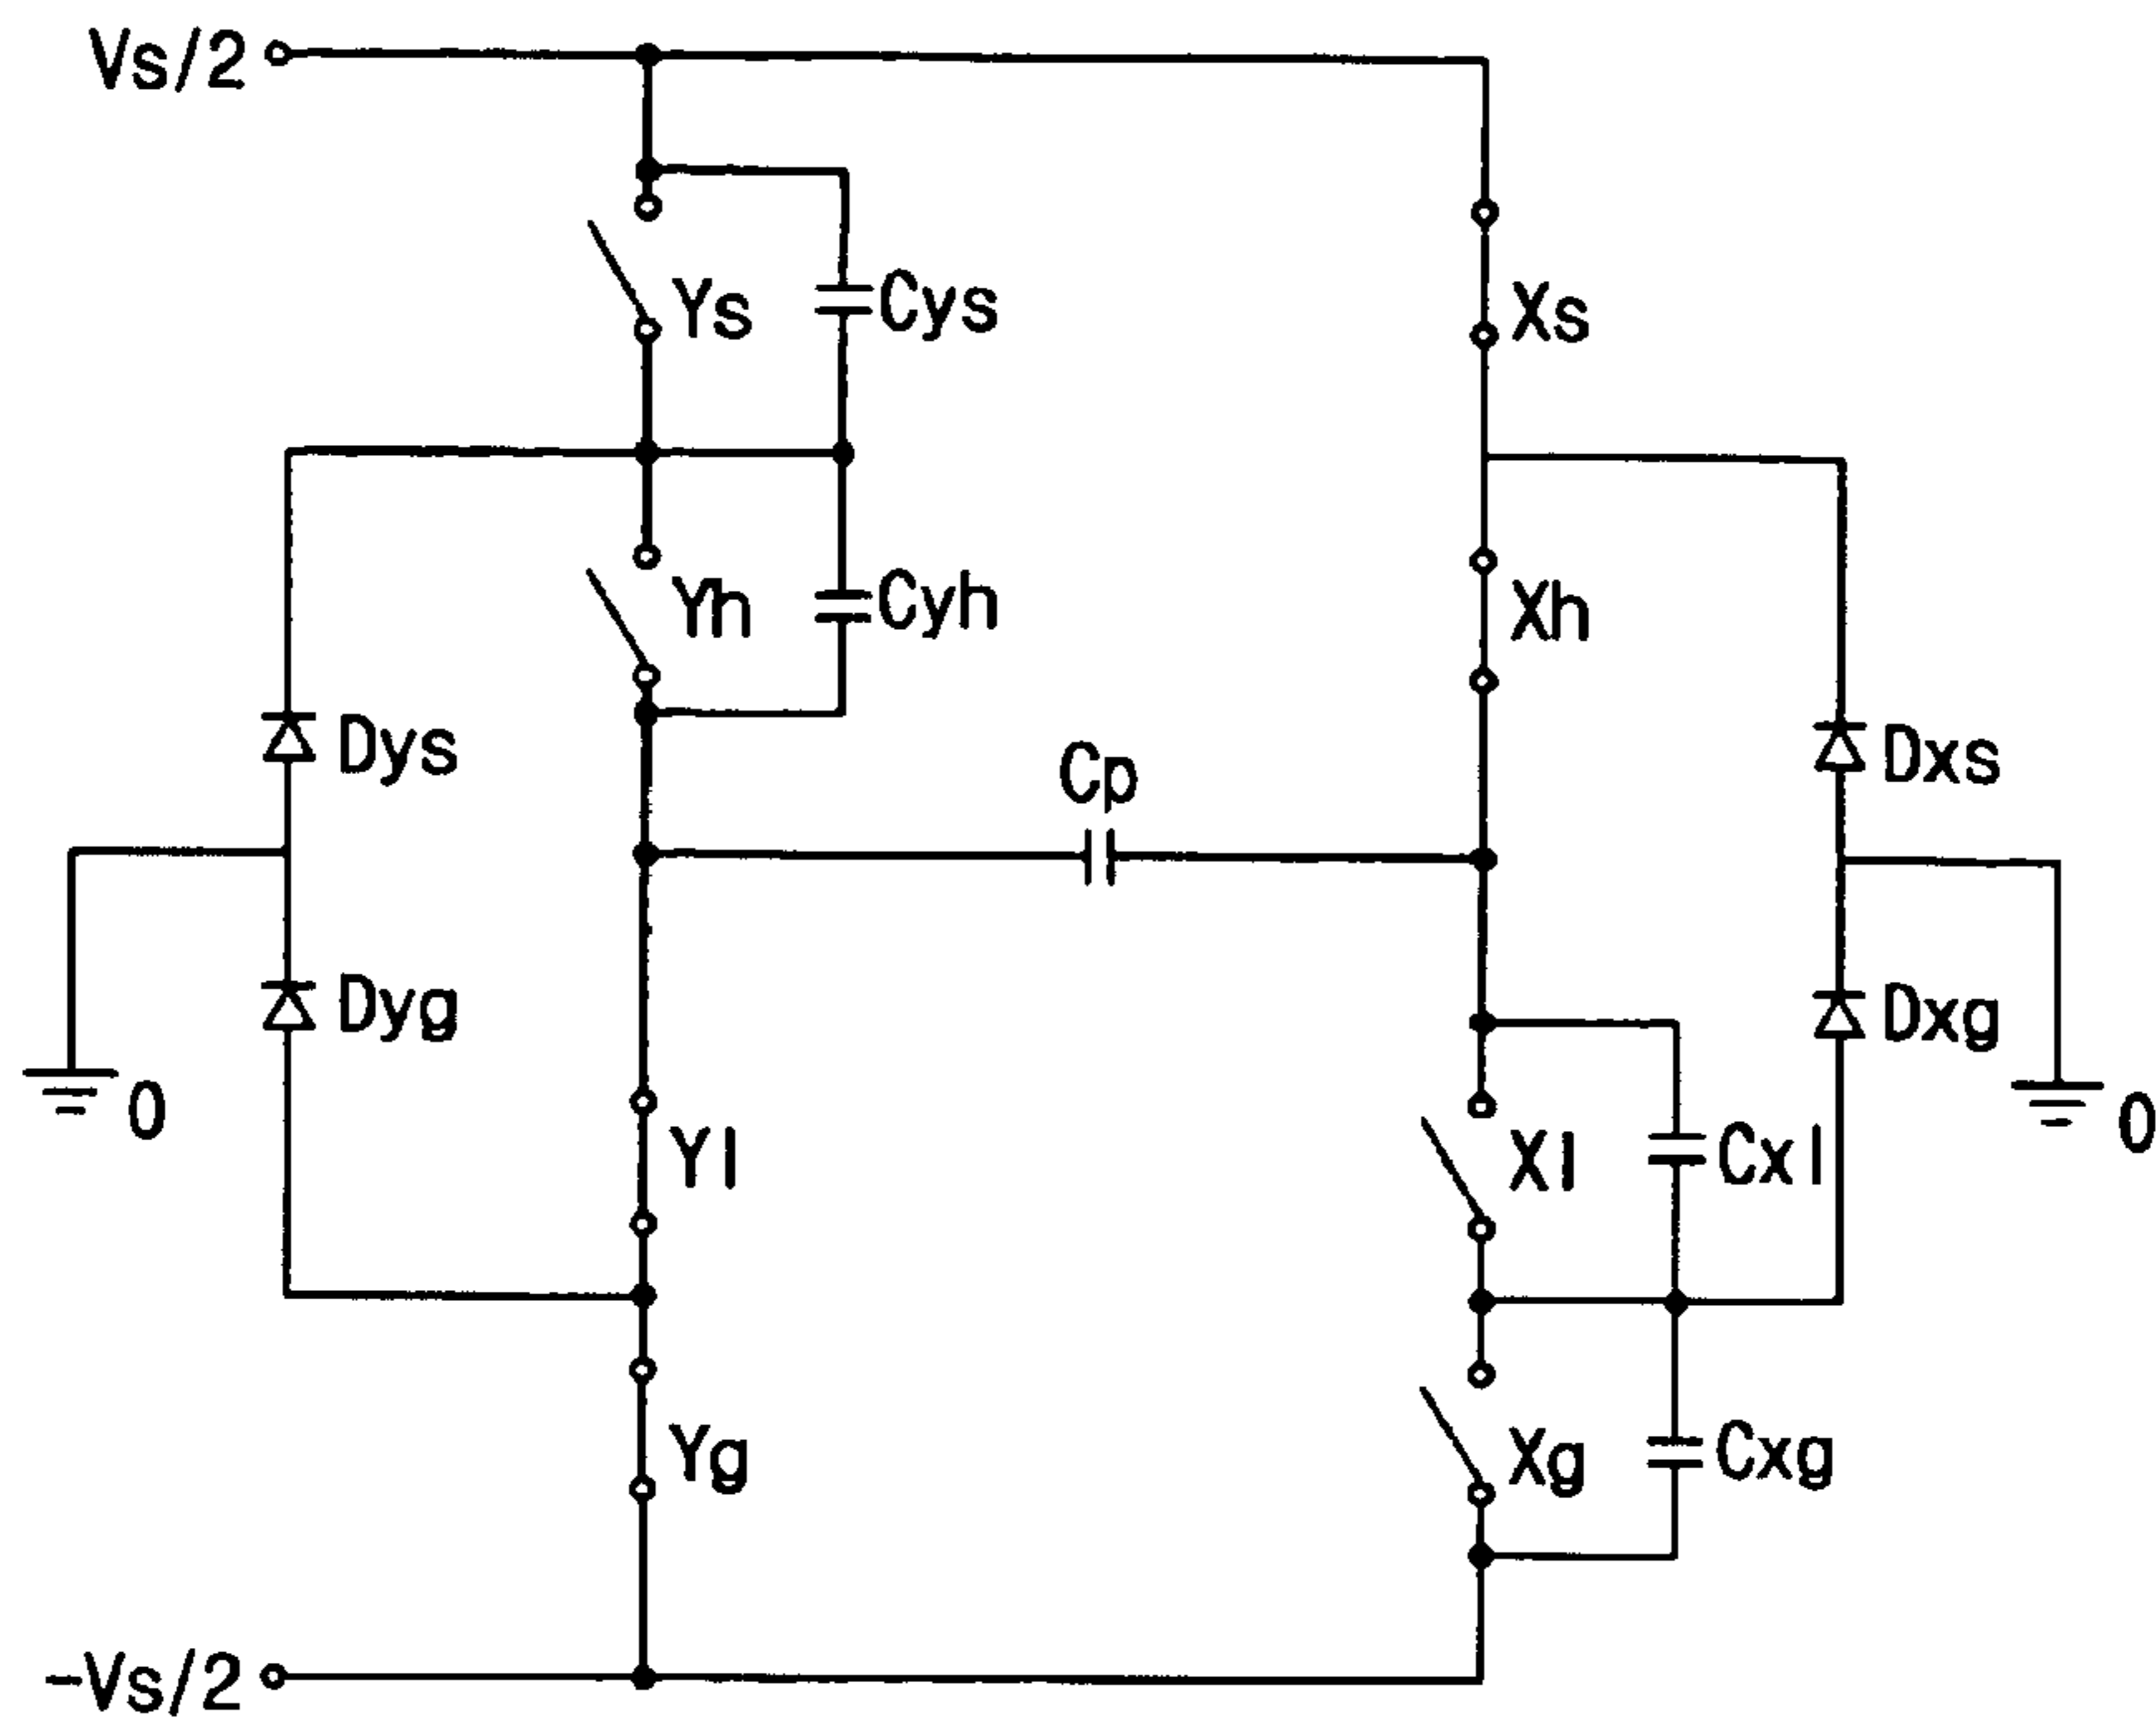 Vs/2
Ys
Cys
Xs
Yh
Cyh
Xh
Dys
Cp
Dxs
Dyg
Dxg
0
Yl
Xl
Cxl
0
Yg
Xg
Cxg
-Vs/2